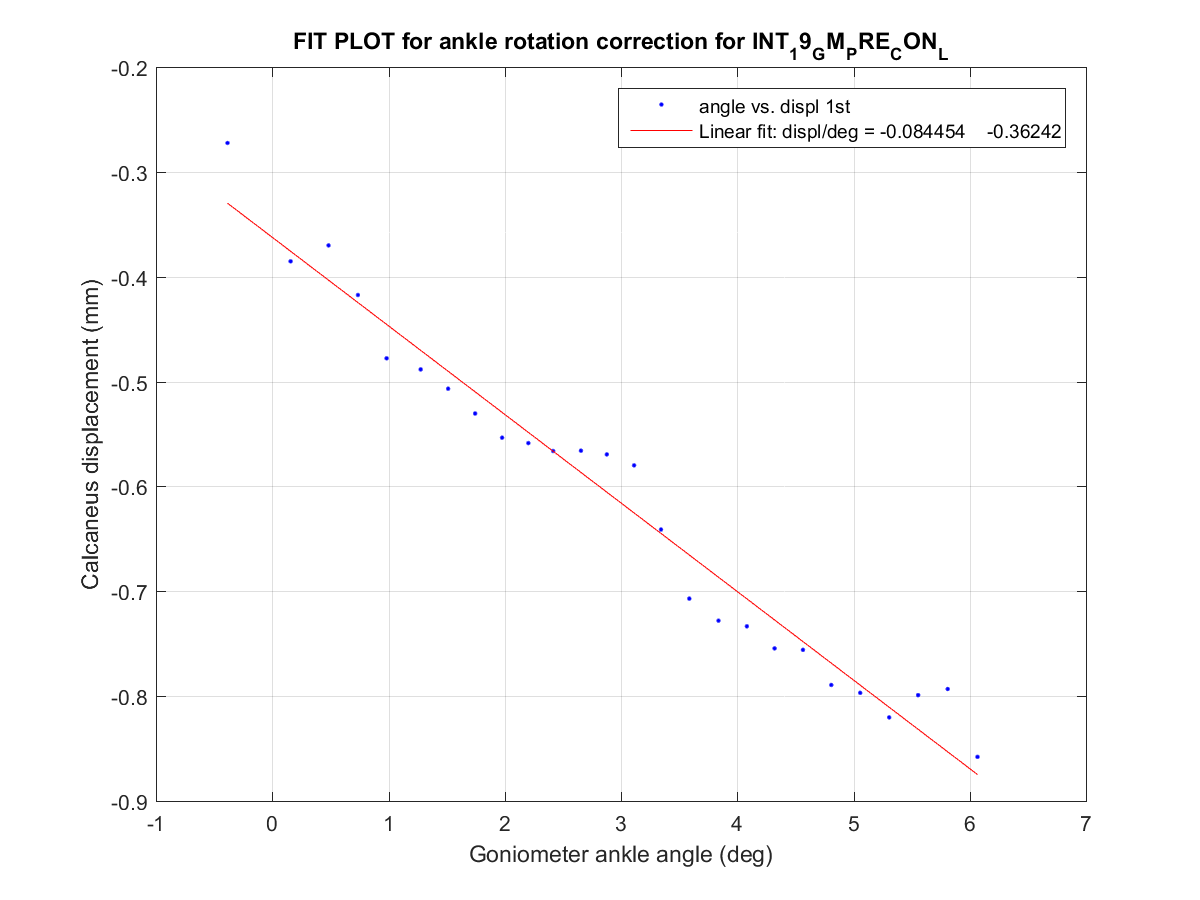 FIT PLOT for ankle rotation correction for INT₁9_GM_PRE_CON_L
angle vs. displ 1st
Linear fit: displ/deg = -0.084454 -0.36242
-0.2
-0.3
-0.4
-0.5
-0.6
-0.7
-0.8
-0.9
Calcaneus displacement (mm)
-1 0 1 2 3 4 5 6 7
Goniometer ankle angle (deg)